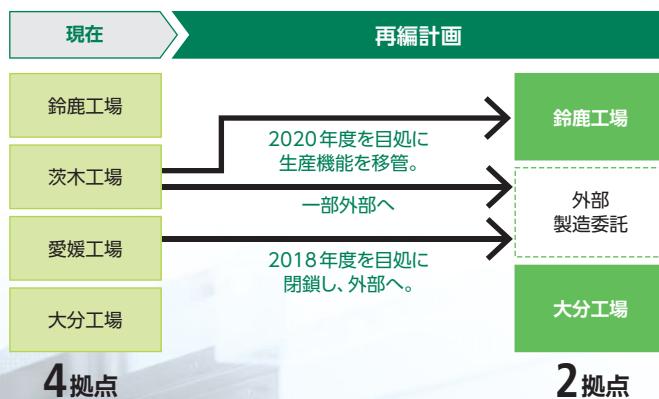 現在
再編計画
鈴鹿工場
茨木工場
愛媛工場
大分工場
4拠点
2020年度を目処に
生産機能を移管。
一部外部へ
2018年度を目処に
閉鎖し、外部へ。
鈴鹿工場
外部
製造委託
大分工場
2拠点